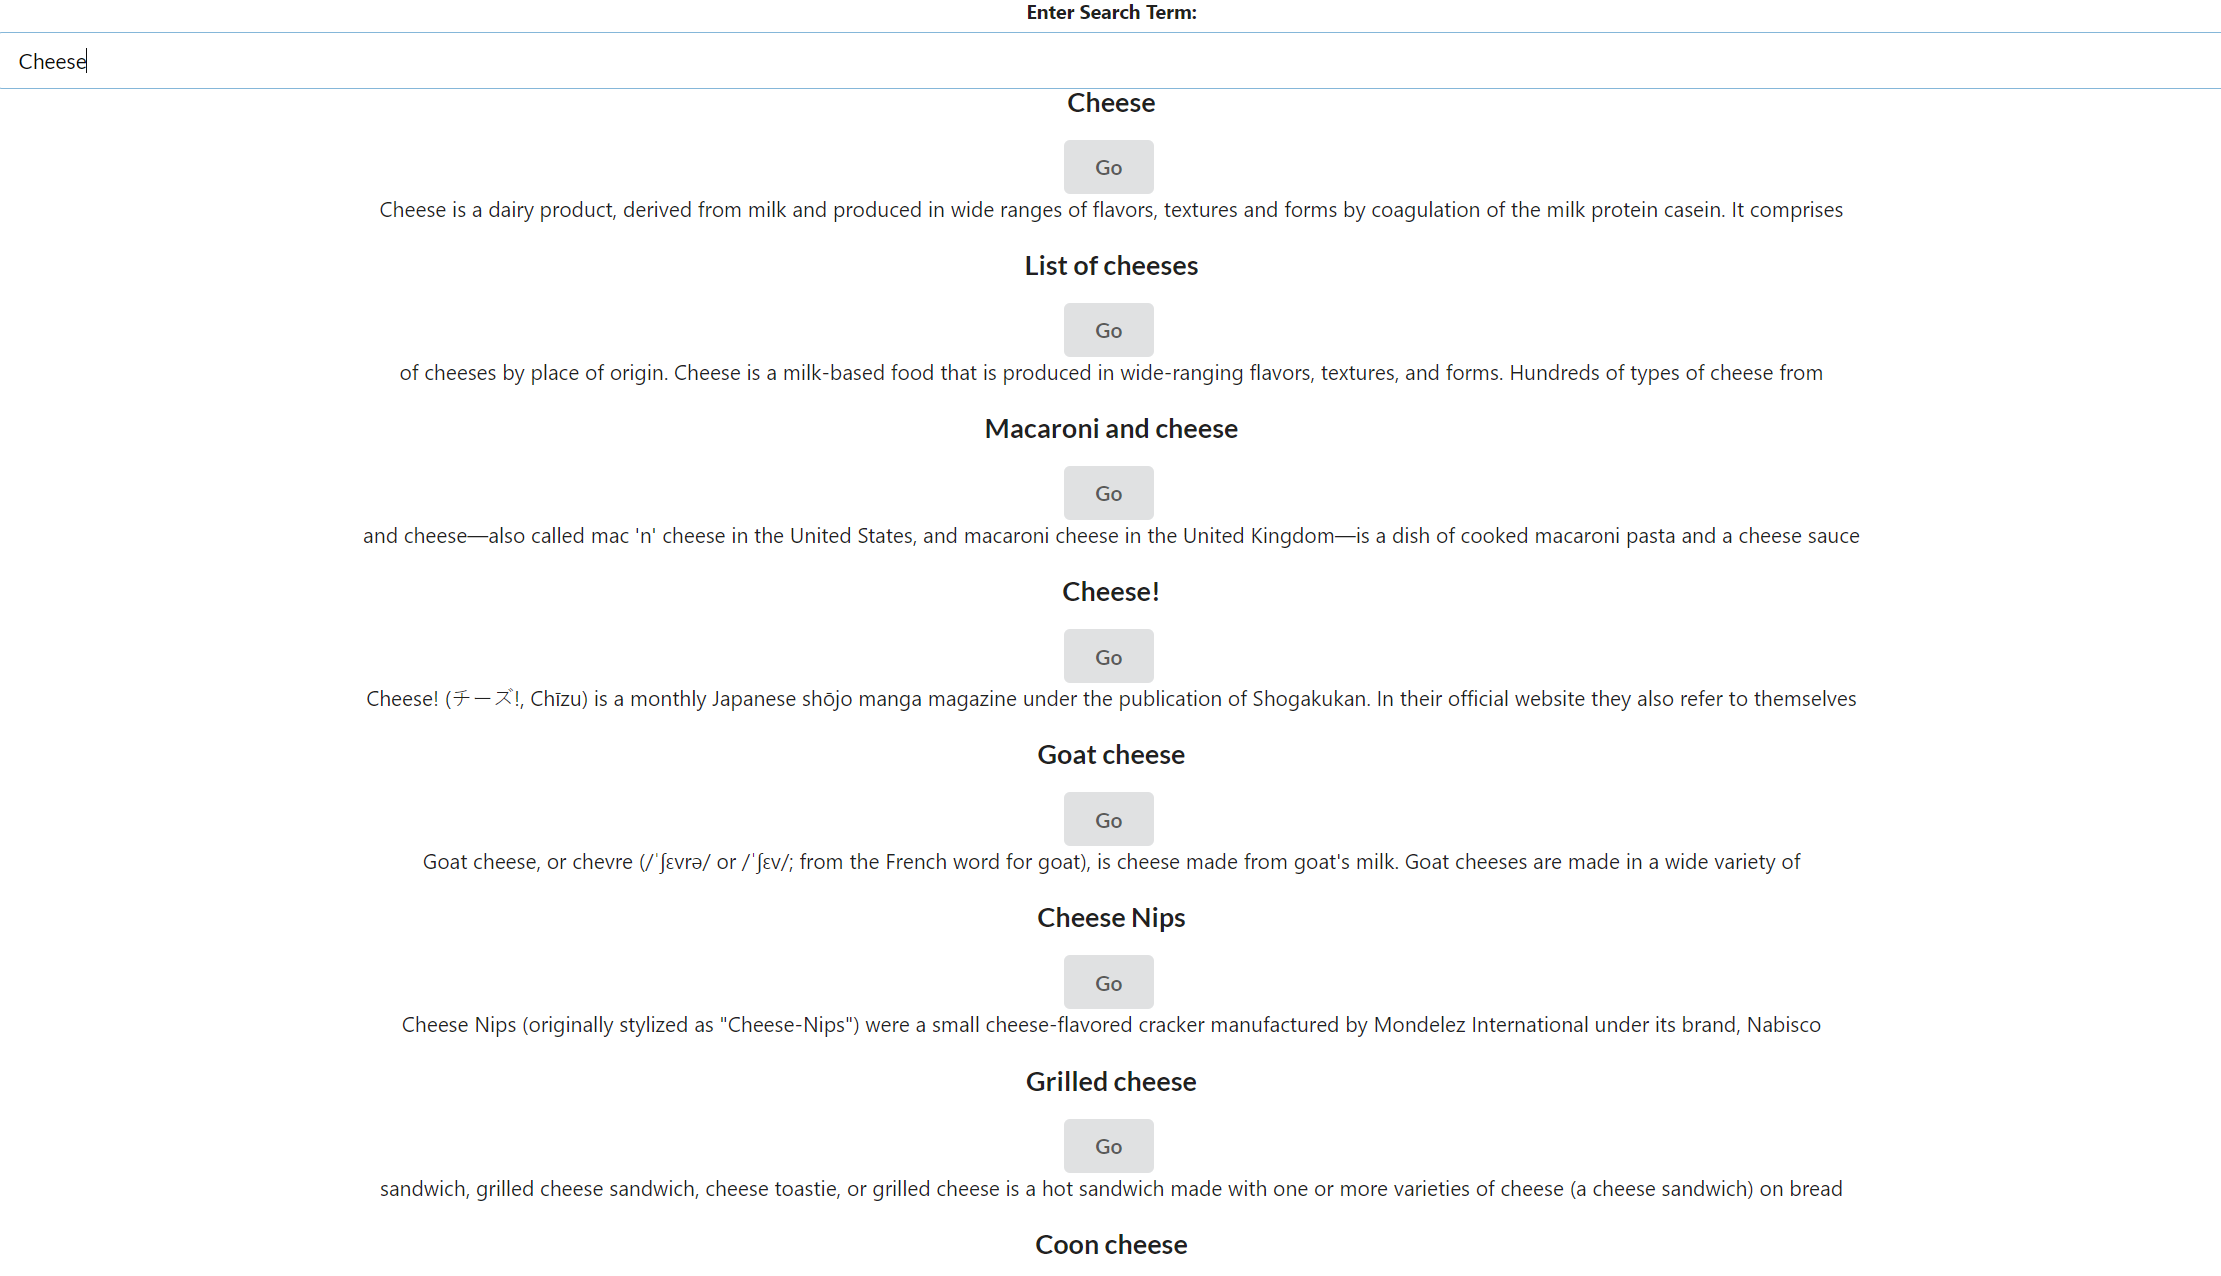 Enter Search Term:
Cheese
Cheese
Go
Cheese is a dairy product, derived from milk and produced in wide ranges of flavors, textures and forms by coagulation of the milk protein casein. It comprises
List of cheeses
Go
of cheeses by place of origin. Cheese is a milk-based food that is produced in wide-ranging flavors, textures, and forms. Hundreds of types of cheese from
Macaroni and cheese
Go
and cheese—also called mac 'n' cheese in the United States, and macaroni cheese in the United Kingdom—is a dish of cooked macaroni pasta and a cheese sauce
Cheese!
Go
Cheese! (チーズ!, Chīzu) is a monthly Japanese shōjo manga magazine under the publication of Shogakukan. In their official website they also refer to themselves
Goat cheese
Go
Goat cheese, or chevre (/ˈʃɛvrə/ or /ˈʃɛv/; from the French word for goat), is cheese made from goat's milk. Goat cheeses are made in a wide variety of
Cheese Nips
Go
Cheese Nips (originally stylized as "Cheese-Nips") were a small cheese-flavored cracker manufactured by Mondelez International under its brand, Nabisco
Grilled cheese
Go
sandwich, grilled cheese sandwich, cheese toastie, or grilled cheese is a hot sandwich made with one or more varieties of cheese (a cheese sandwich) on bread
Coon cheese